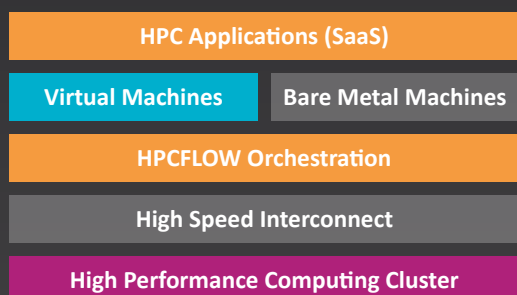 HPC Applications (SaaS)
Virtual Machines
Bare Metal Machines
HPCFLOW Orchestration
High Speed Interconnect
High Performance Computing Cluster